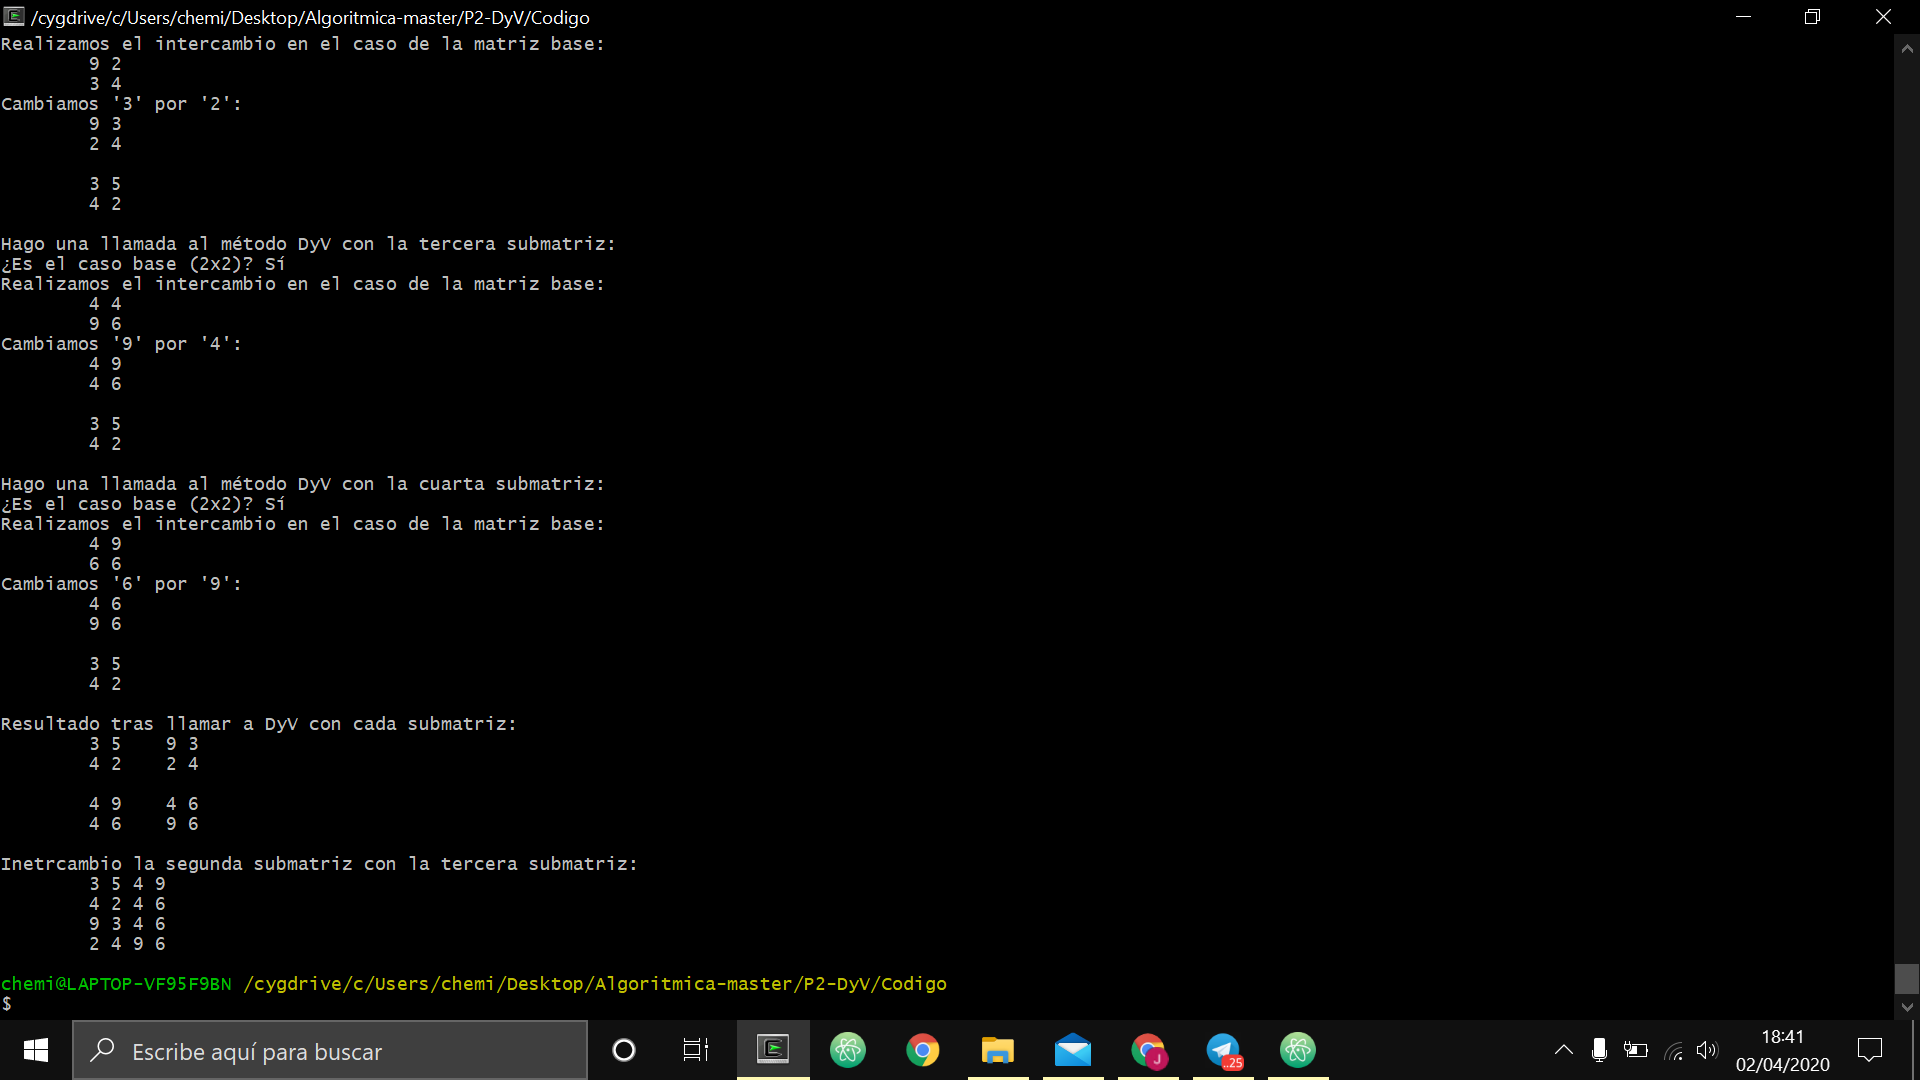 /cygdrive/c/Users/chemi/Desktop/Algoritmica-master/P2-DyV/Codigo
Realizamos el intercambio en el caso de la matriz base:
9 2
3 4
Cambiamos '3' por '2':
9 3
2 4
3 5
4 2
Hago una llamada al método DyV con la tercera submatriz:
¿Es el caso base (2x2)? Sí
Realizamos el intercambio en el caso de la matriz base:
4 4
9 6
Cambiamos '9' por '4':
4 9
4 6
3 5
4 2
Hago una llamada al método DyV con la cuarta submatriz:
¿Es el caso base (2x2)? Sí
Realizamos el intercambio en el caso de la matriz base:
4 9
6 6
Cambiamos '6' por '9':
4 6
9 6
3 5
4 2
Resultado tras llamar a DyV con cada submatriz:
3 5    9 3
4 2    2 4
4 9    4 6
4 6    9 6
Inetrcambio la segunda submatriz con la tercera submatriz:
3 5 4 9
4 2 4 6
9 3 4 6
2 4 9 6
chemi@LAPTOP-VF95F9BN /cygdrive/c/Users/chemi/Desktop/Algoritmica-master/P2-DyV/Codigo
$
Escribe aquí para buscar
J
..25
18:41
02/04/2020